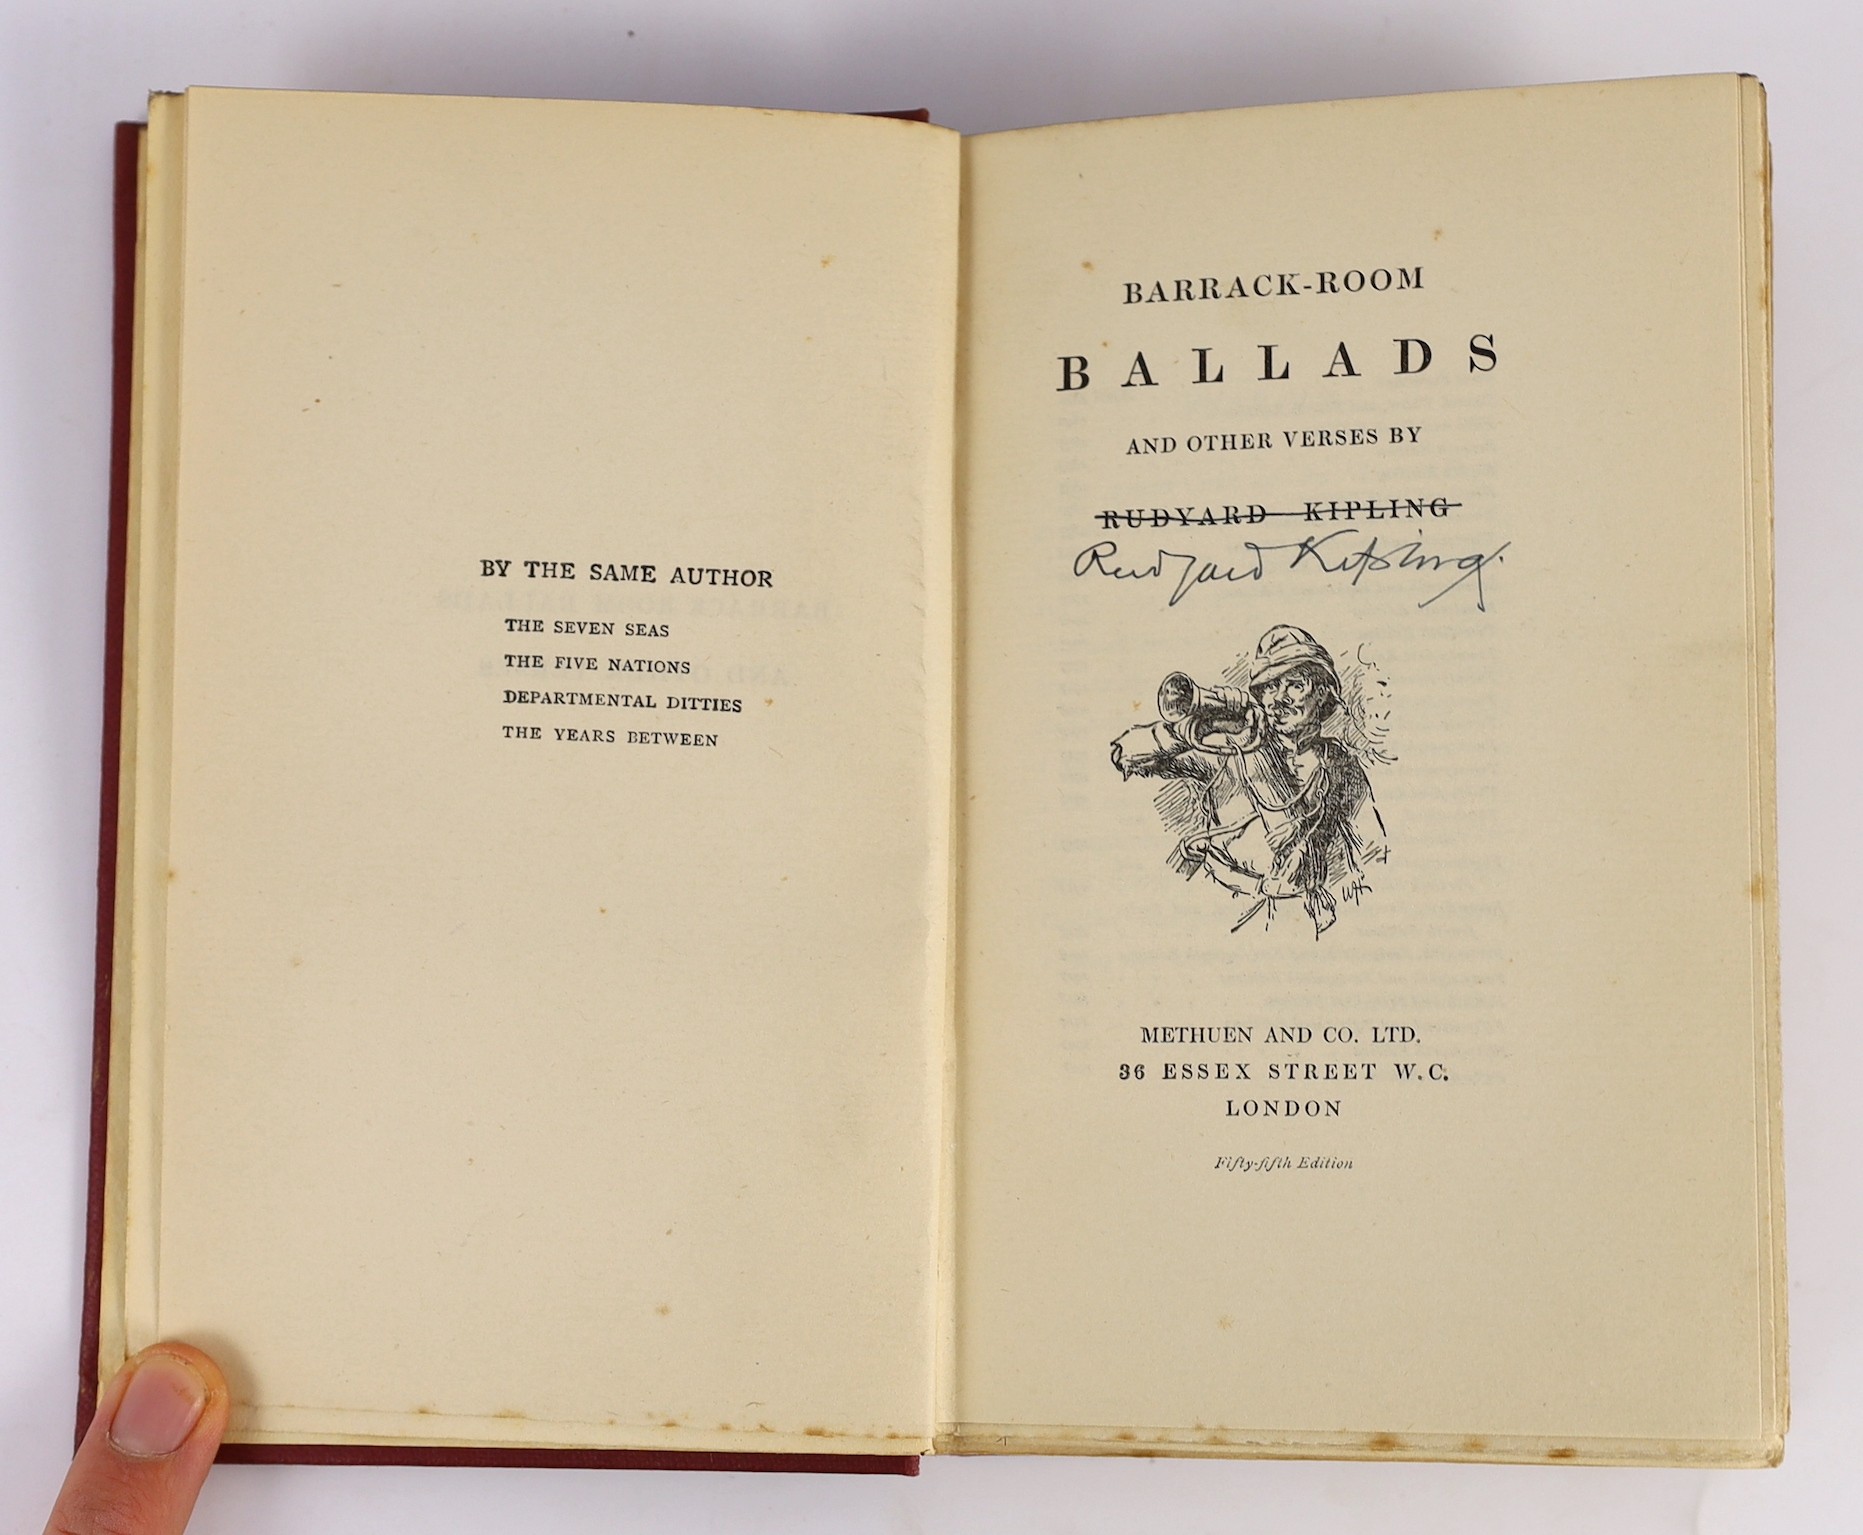 BY THE SAME AUTHOR
THE SEVEN SEAS
THE FIVE NATIONS
DEPARTMENTAL DITTIES
THE YEARS BETWEEN
BARRACK-ROOM
BALLADS
AND OTHER VERSES BY
RUDYARD KIPLING
Rudyard Kipling.
METHUEN AND CO. LTD.
36 ESSEX STREET W.C.
LONDON
Fifty-fifth Edition